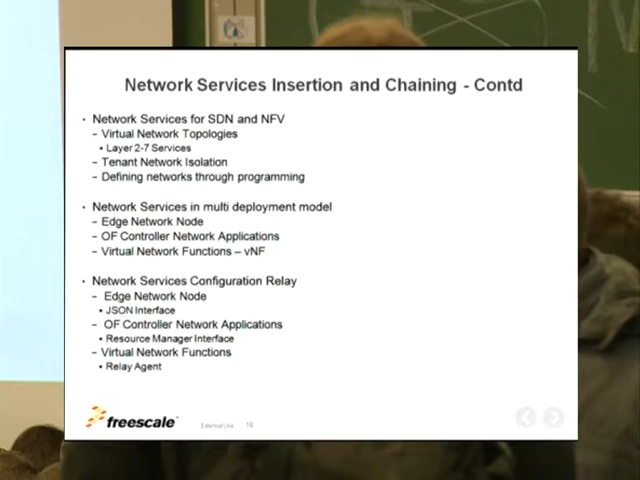 Network Services Insertion and Chaining - Contd
• Network Services for SDN and NFV
– Virtual Network Topologies
• Layer 2-7 Services
– Tenant Network Isolation
– Defining networks through programming
• Network Services in multi deployment model
– Edge Network Node
– OF Controller Network Applications
– Virtual Network Functions – vNF
• Network Services Configuration Relay
– Edge Network Node
• JSON Interface
– OF Controller Network Applications
• Resource Manager Interface
– Virtual Network Functions
• Relay Agent
freescale
External Use 16